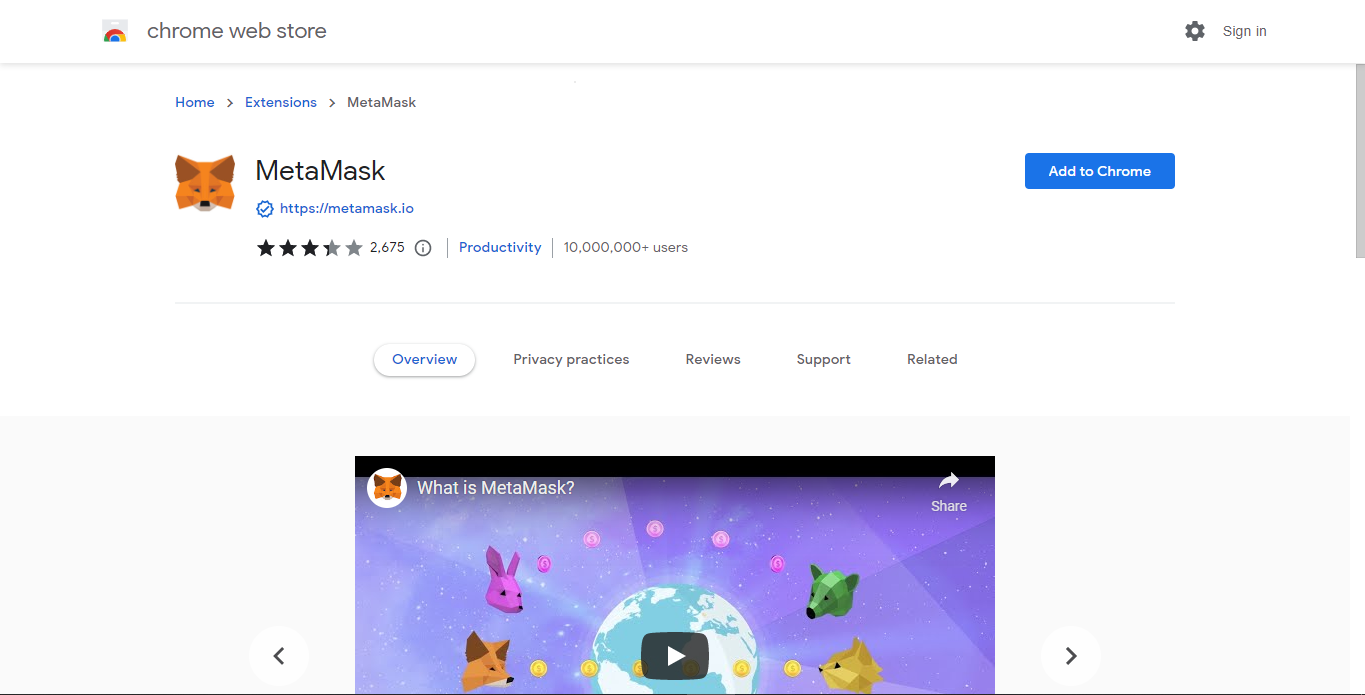 chrome web store
Sign in
Home > Extensions > MetaMask
MetaMask
Add to Chrome
https://metamask.io
2,675
Productivity
10,000,000+ users
Overview
Privacy practices
Reviews
Support
Related
What is MetaMask?
Share